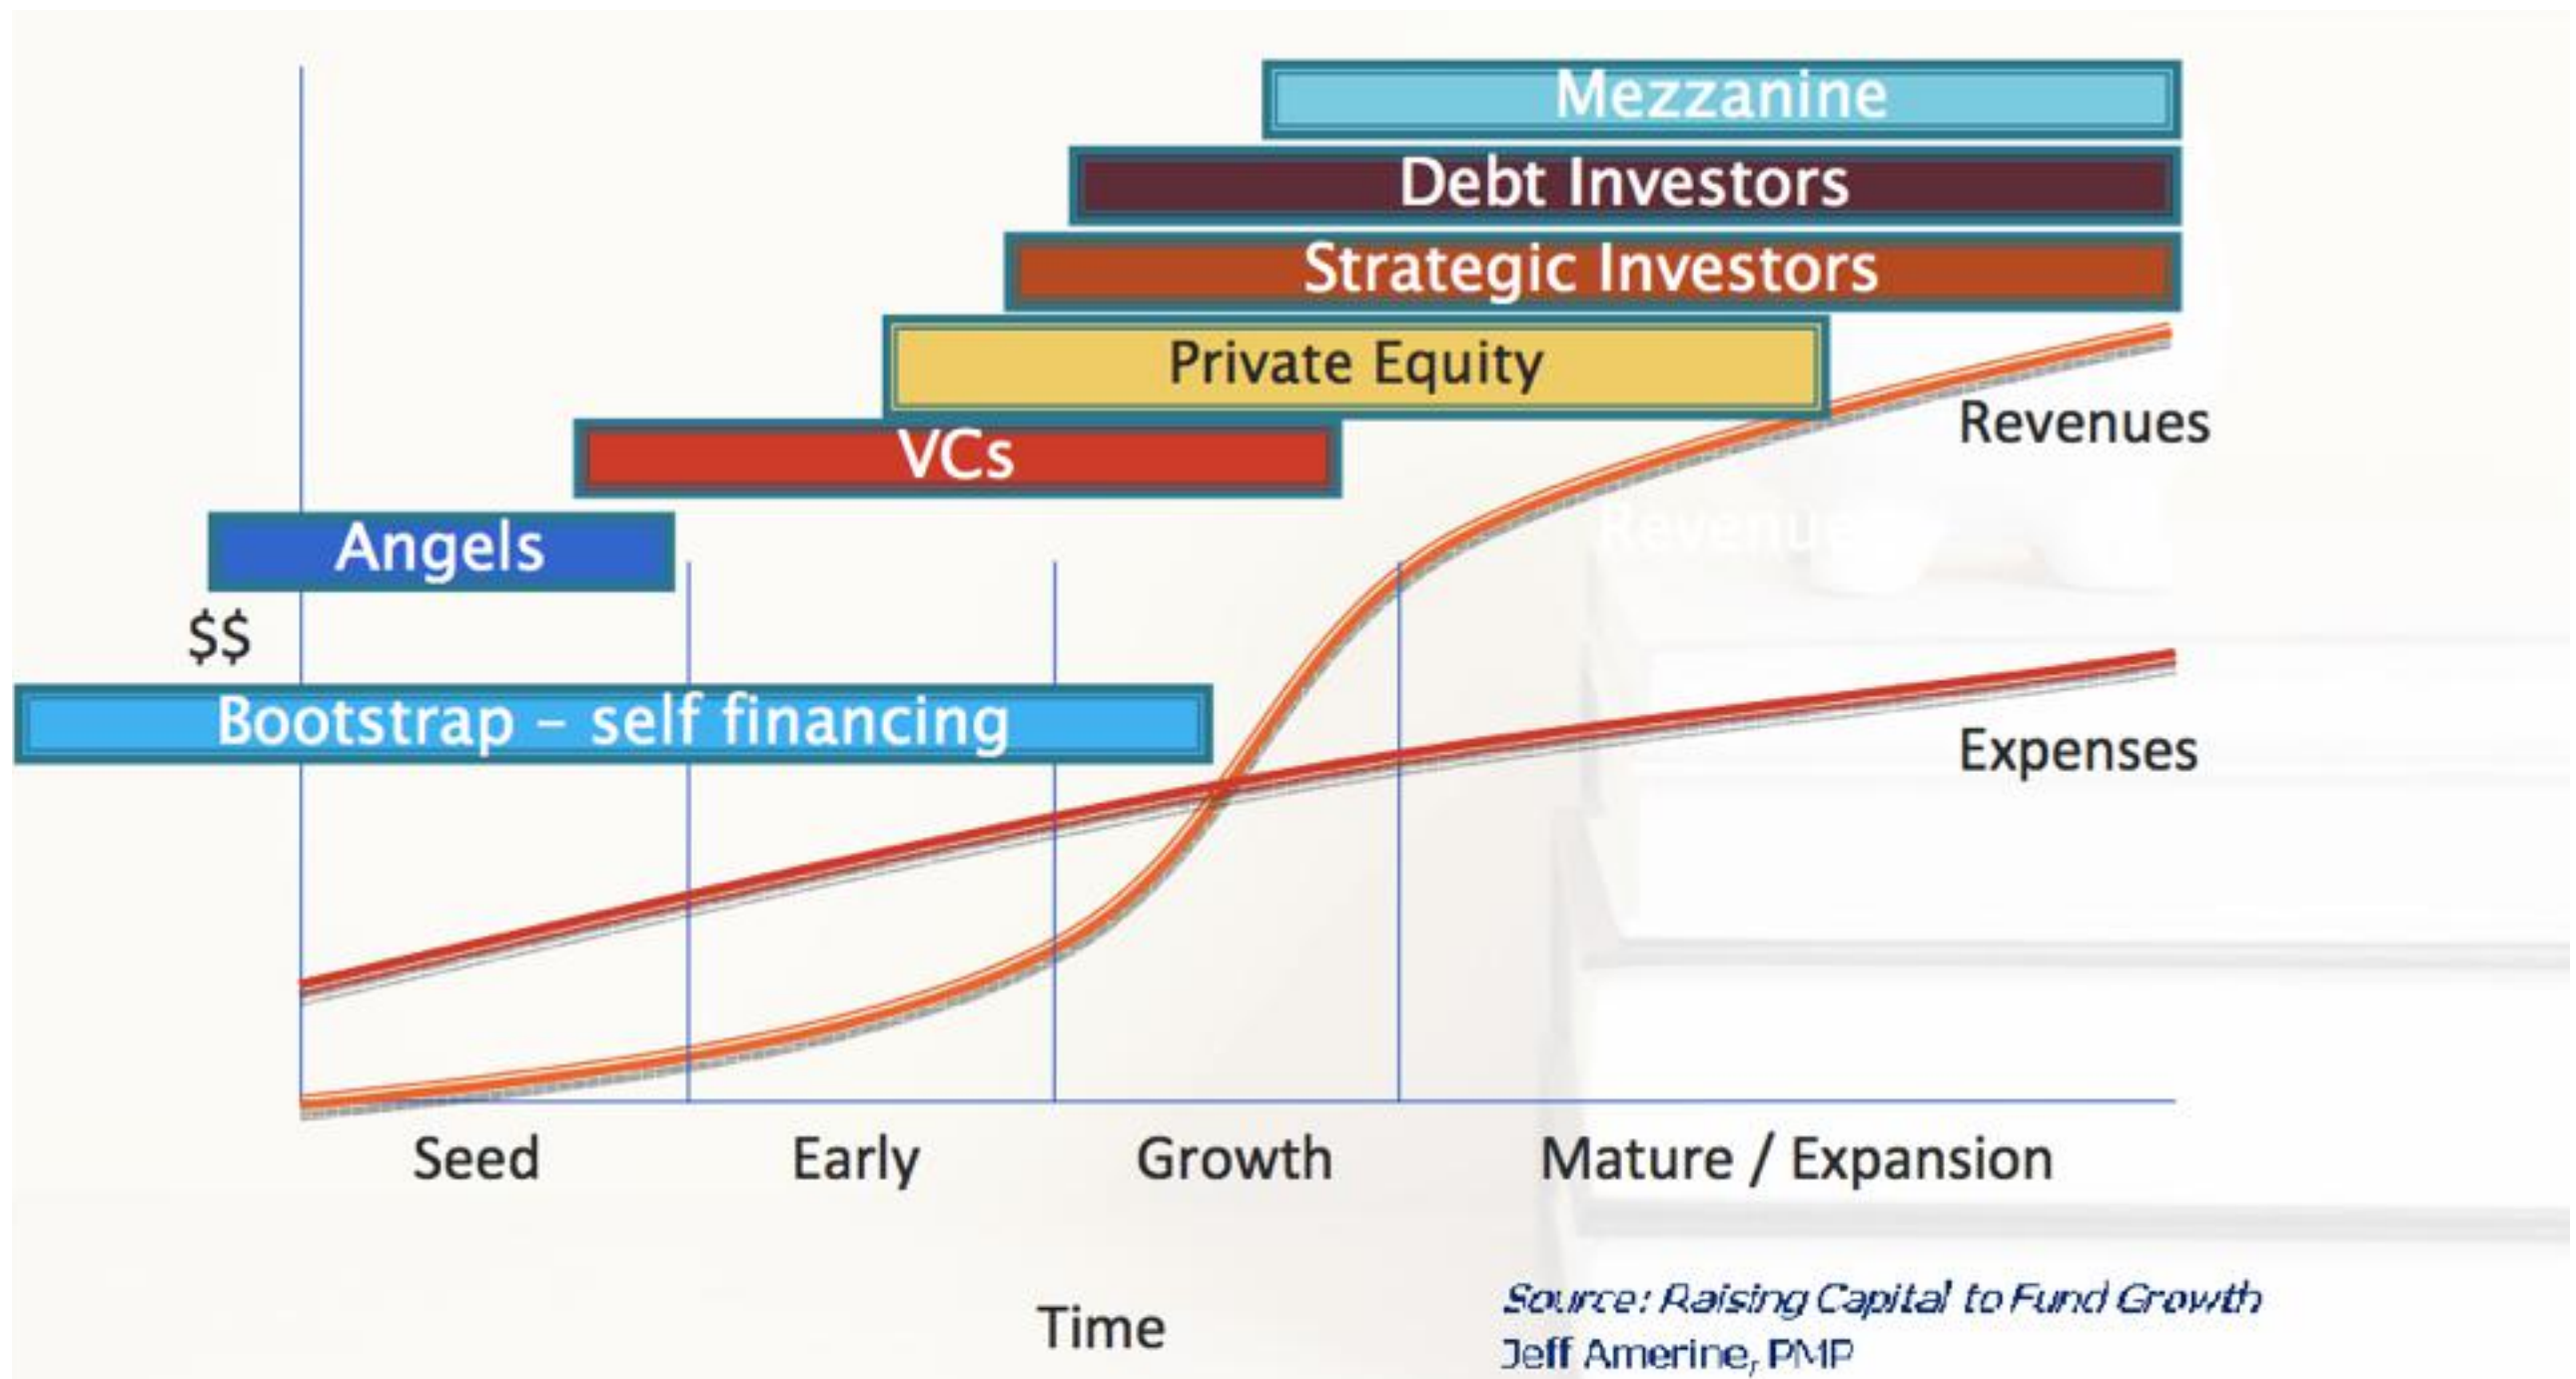 Mezzanine
Debt Investors
Strategic Investors
Private Equity
Revenues
VCs
Revenue
Angels
$$
Bootstrap – self financing
Expenses
Seed
Early
Growth
Mature / Expansion
Time
Source: Raising Capital to Fund Growth
Jeff Amerine, PMP